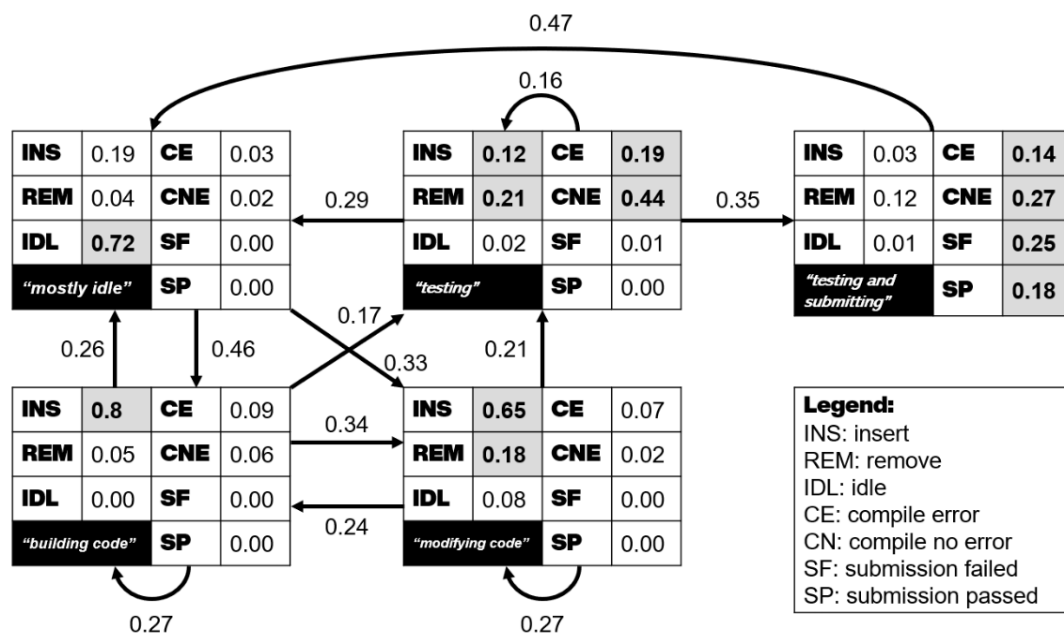 0.47
0.16
INS 0.19 CE 0.03
REM 0.04 CNE 0.02
IDL 0.72 SF 0.00
"mostly idle" SP 0.00
0.29
INS 0.12 CE 0.19
REM 0.21 CNE 0.44
IDL 0.02 SF 0.01
"testing" SP 0.00
0.35
INS 0.03 CE 0.14
REM 0.12 CNE 0.27
IDL 0.01 SF 0.25
"testing and
submitting" SP 0.18
0.26
0.46
0.17
0.33
0.21
INS 0.8 CE 0.09
REM 0.05 CNE 0.06
IDL 0.00 SF 0.00
"building code" SP 0.00
0.34
0.24
INS 0.65 CE 0.07
REM 0.18 CNE 0.02
IDL 0.08 SF 0.00
"modifying code" SP 0.00
0.27
0.27
Legend:
INS: insert
REM: remove
IDL: idle
CE: compile error
CN: compile no error
SF: submission failed
SP: submission passed